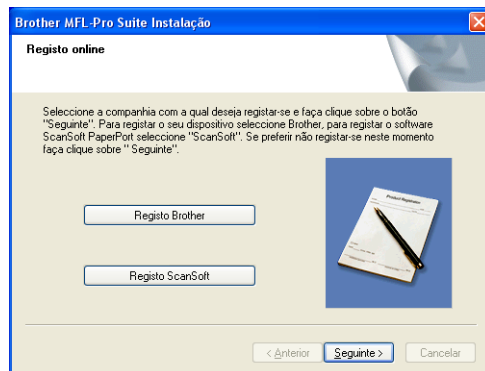 Brother MFL-Pro Suite Instalação
Registo online
Seleccione a companhia com a qual deseja registar-se e faça clique sobre o botão
"Seguinte". Para registar o seu dispositivo seleccione Brother, para registar o software
ScanSoft PaperPort seleccione "ScanSoft". Se preferir não registar-se neste momento
faça clique sobre " Seguinte".
Product Registration
Registo Brother
Registo ScanSoft
< Anterior
Seguinte >
Cancelar